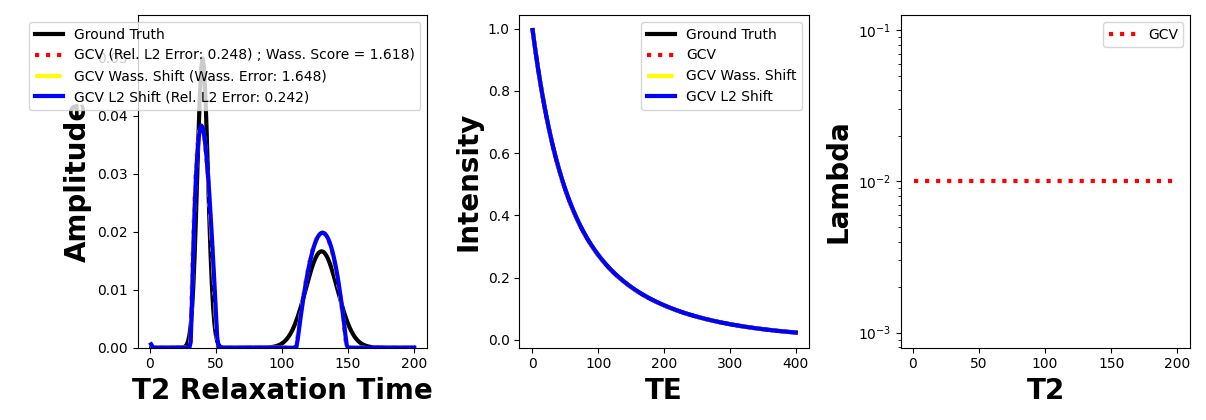 Ground Truth
GCV (Rel. L2 Error: 0.248) ; Wass. Score = 1.618)
GCV Wass. Shift (Wass. Error: 1.648)
GCV L2 Shift (Rel. L2 Error: 0.242)
Amplitude
0.05
0.04
0.03
0.02
0.01
0.00
0 50 100 150 200
T2 Relaxation Time
Ground Truth
GCV
GCV Wass. Shift
GCV L2 Shift
Intensity
1.0
0.8
0.6
0.4
0.2
0.0
0 100 200 300 400
TE
GCV
Lambda
10⁻¹
10⁻²
10⁻³
0 50 100 150 200
T2